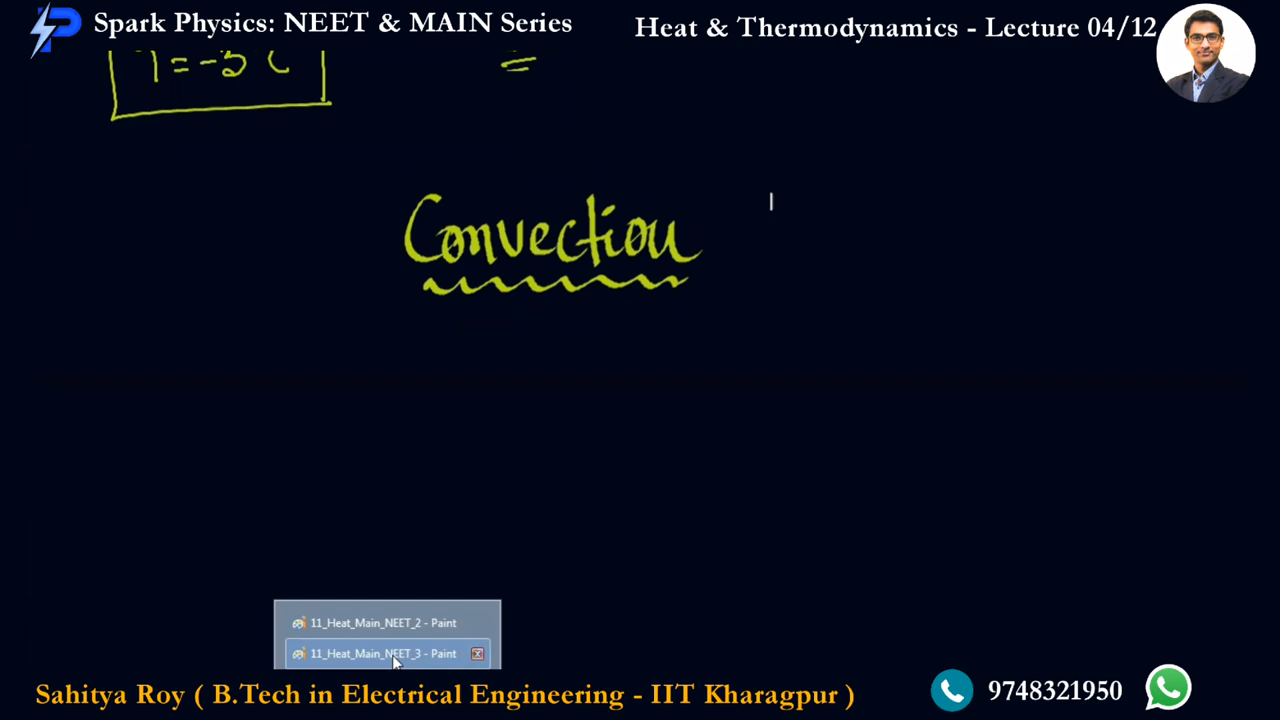 Spark Physics: NEET & MAIN Series
Heat & Thermodynamics - Lecture 04/12
Convection
11_Heat_Main_NEET_2 - Paint
11_Heat_Main_NEET_3 - Paint
Sahitya Roy ( B.Tech in Electrical Engineering - IIT Kharagpur )
9748321950